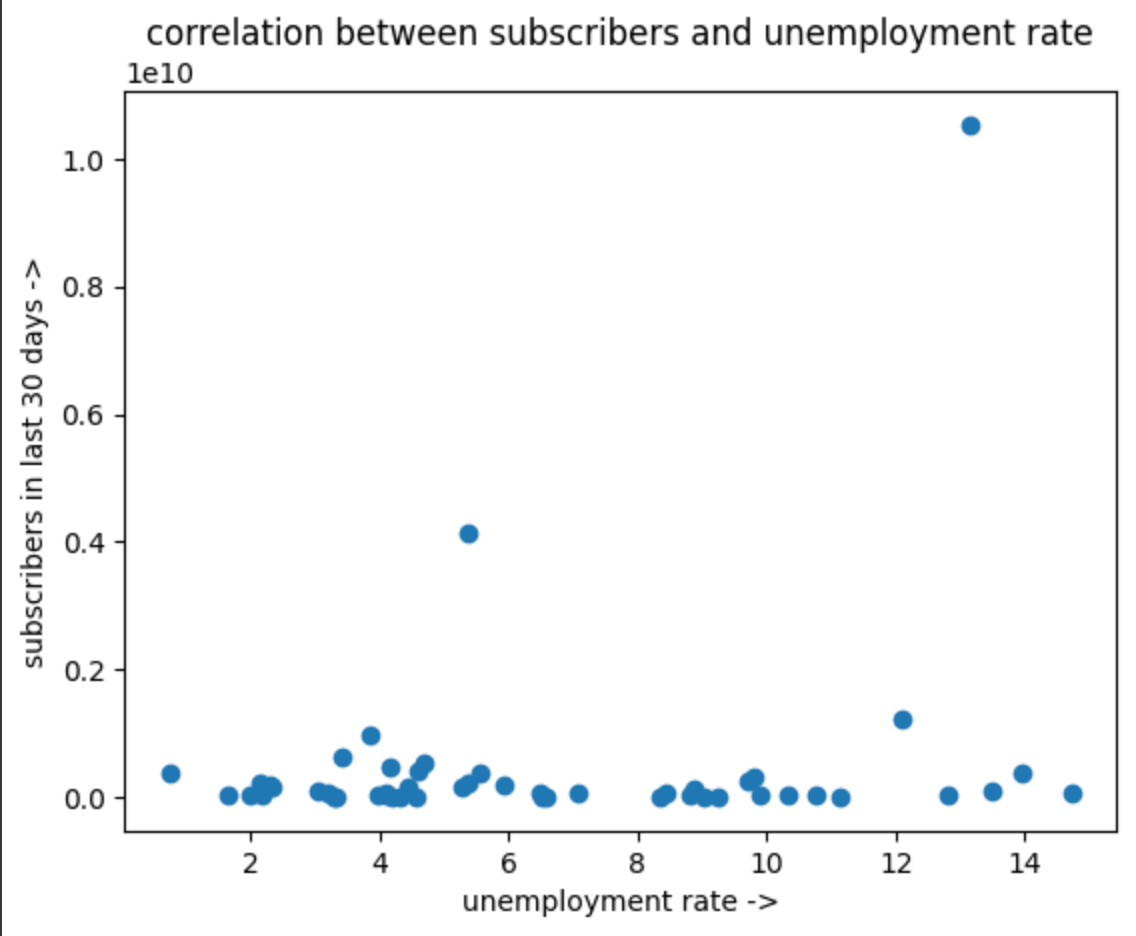 correlation between subscribers and unemployment rate
1e10
1.0
0.8
0.6
0.4
0.2
0.0
subscribers in last 30 days ->
2 4 6 8 10 12 14
unemployment rate ->